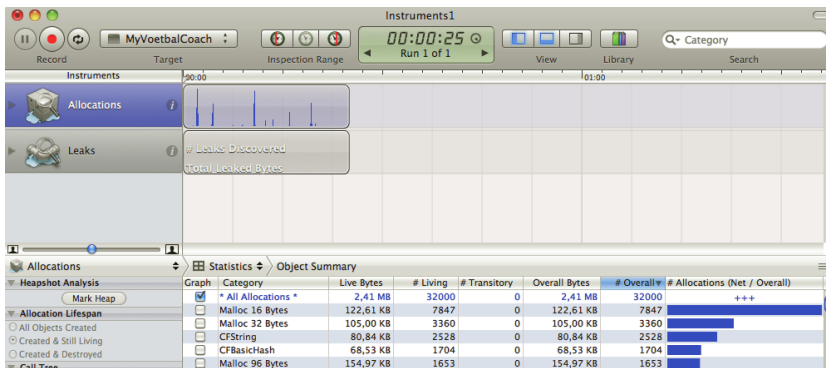 Instruments1
MyVoetbalCoach
00:00:25
Run 1 of 1
Q- Category
Record Target Inspection Range View Library Search
Instruments 00:00 01:00
Allocations
Leaks
# Leaks Discovered
Total Leaked Bytes
Allocations Statistics Object Summary
Heapshot Analysis Graph Category Live Bytes # Living # Transitory Overall Bytes # Overall # Allocations (Net / Overall)
Mark Heap * All Allocations * 2,41 MB 32000 0 2,41 MB 32000 +++
Allocation Lifespan Malloc 16 Bytes 122,61 KB 7847 0 122,61 KB 7847
All Objects Created Malloc 32 Bytes 105,00 KB 3360 0 105,00 KB 3360
Created & Still Living CFString 80,84 KB 2528 0 80,84 KB 2528
Created & Destroyed CFBasicHash 68,53 KB 1704 0 68,53 KB 1704
Call Tree Malloc 96 Bytes 154,97 KB 1653 0 154,97 KB 1653